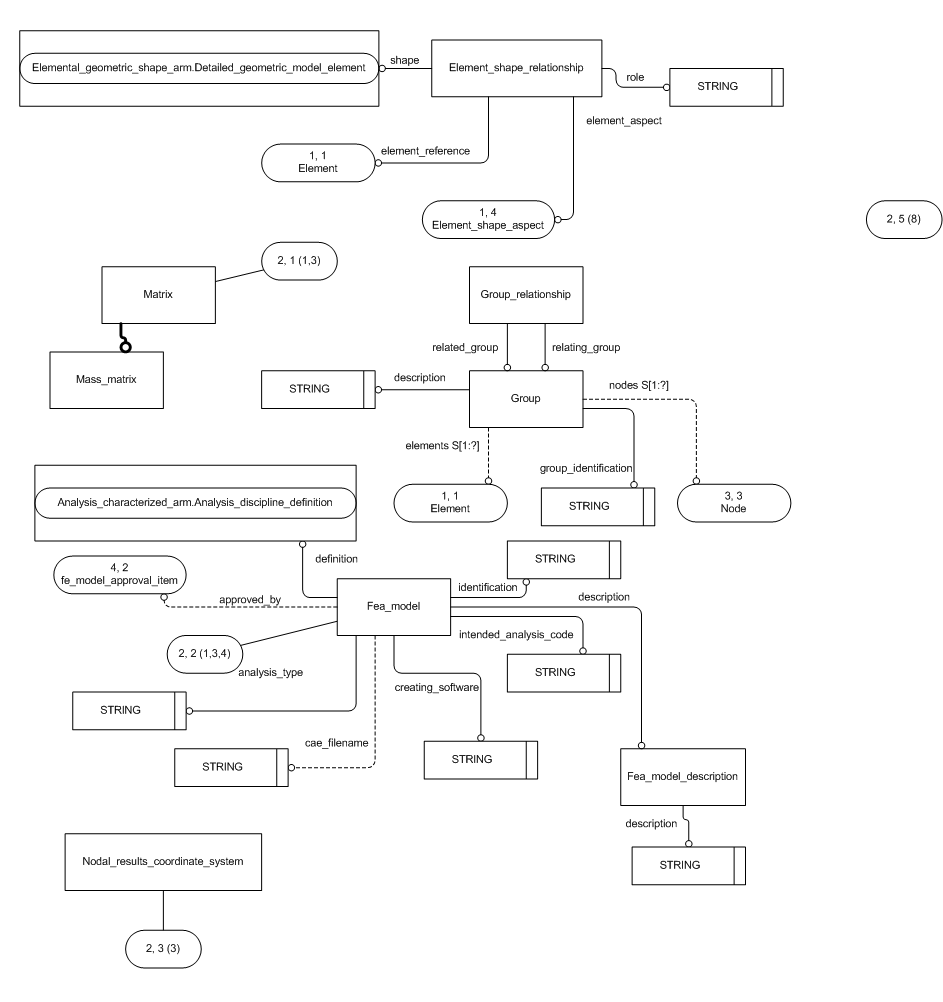 shape
Elemental_geometric_shape_arm.Detailed_geometric_model_element
Element_shape_relationship
role
STRING
element_aspect
element_reference
1, 1
Element
1, 4
Element_shape_aspect
2, 5 (8)
2, 1 (1,3)
Matrix
Group_relationship
related_group
relating_group
Mass_matrix
description
STRING
Group
nodes S[1:?]
elements S[1:?]
group_identification
Analysis_characterized_arm.Analysis_discipline_definition
1, 1
Element
STRING
3, 3
Node
definition
STRING
4, 2
fe_model_approval_item
identification
description
approved_by
Fea_model
intended_analysis_code
2, 2 (1,3,4)
analysis_type
STRING
creating_software
STRING
cae_filename
STRING
STRING
Fea_model_description
description
Nodal_results_coordinate_system
STRING
2, 3 (3)